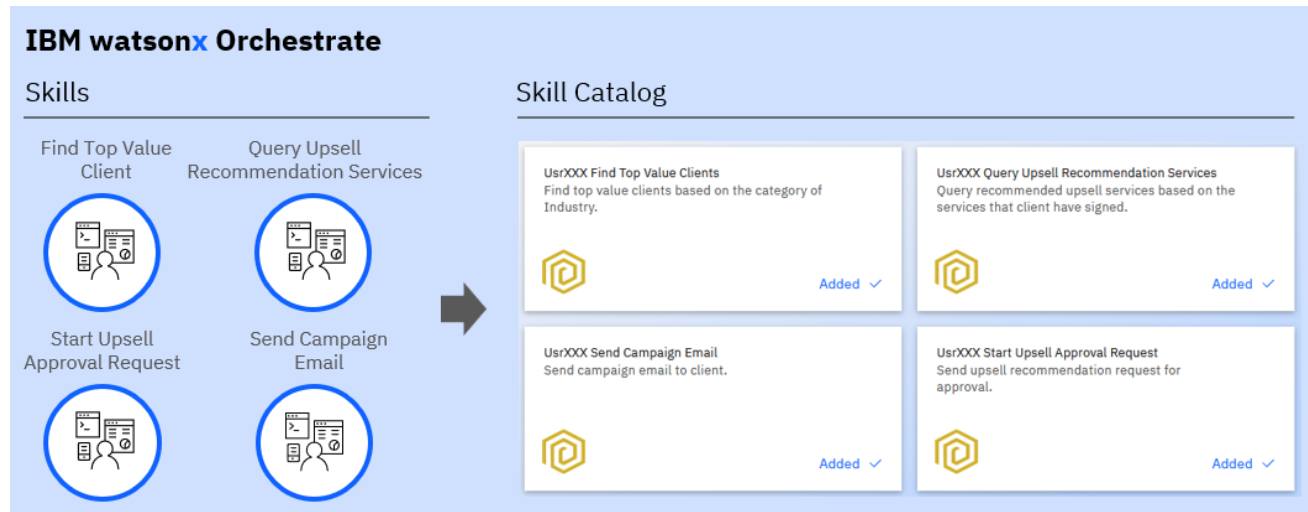 IBM watsonx Orchestrate
Skills
Find Top Value
Client
Query Upsell
Recommendation Services
Start Upsell
Approval Request
Send Campaign
Email
Skill Catalog
UsrXXX Find Top Value Clients
Find top value clients based on the category of
Industry.
Added
UsrXXX Query Upsell Recommendation Services
Query recommended upsell services based on the
services that client have signed.
Added
UsrXXX Send Campaign Email
Send campaign email to client.
Added
UsrXXX Start Upsell Approval Request
Send upsell recommendation request for
approval.
Added